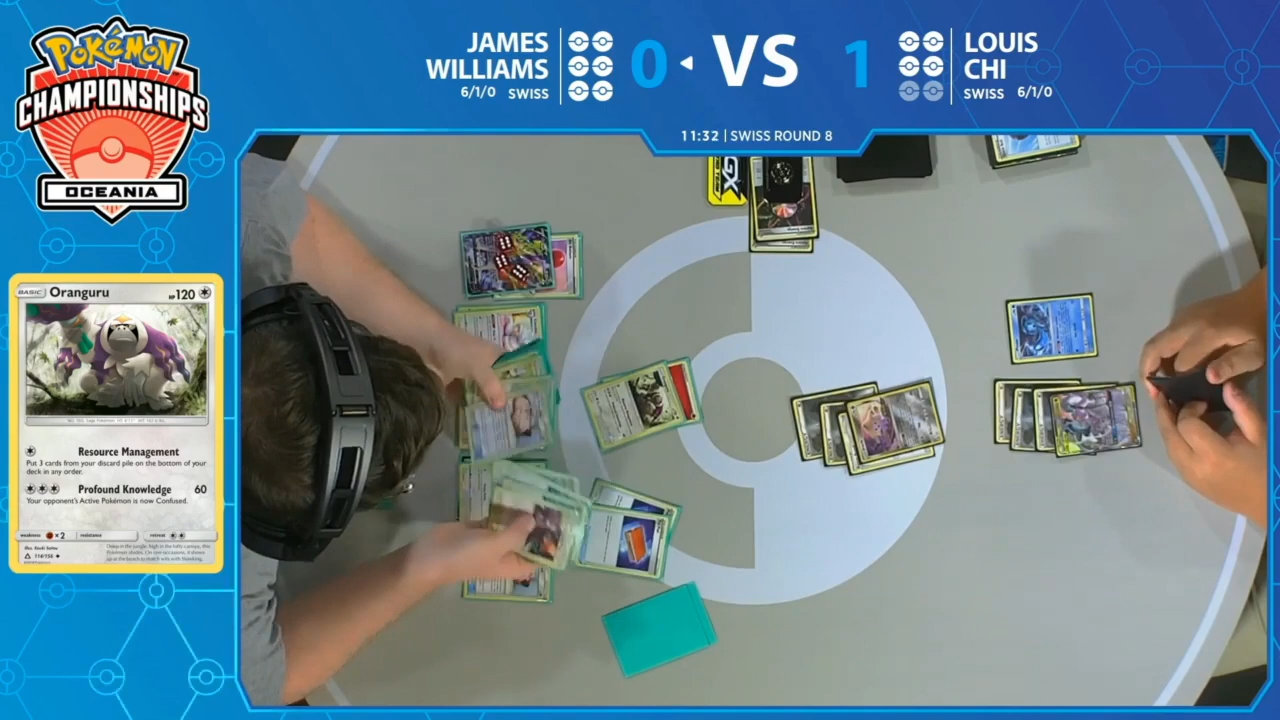 Pokémon
CHAMPIONSHIPS
OCEANIA
JAMES
WILLIAMS
6/1/0 SWISS
0
VS
1
LOUIS
CHI
SWISS 6/1/0
11:32 | SWISS ROUND 8
GX
BASIC Oranguru HP120
Resource Management
Put 3 cards from your discard pile on the bottom of your
deck in any order.
Profound Knowledge 60
Your opponent's Active Pokémon is now Confused.
weakness ×2 resistance retreat
114/156